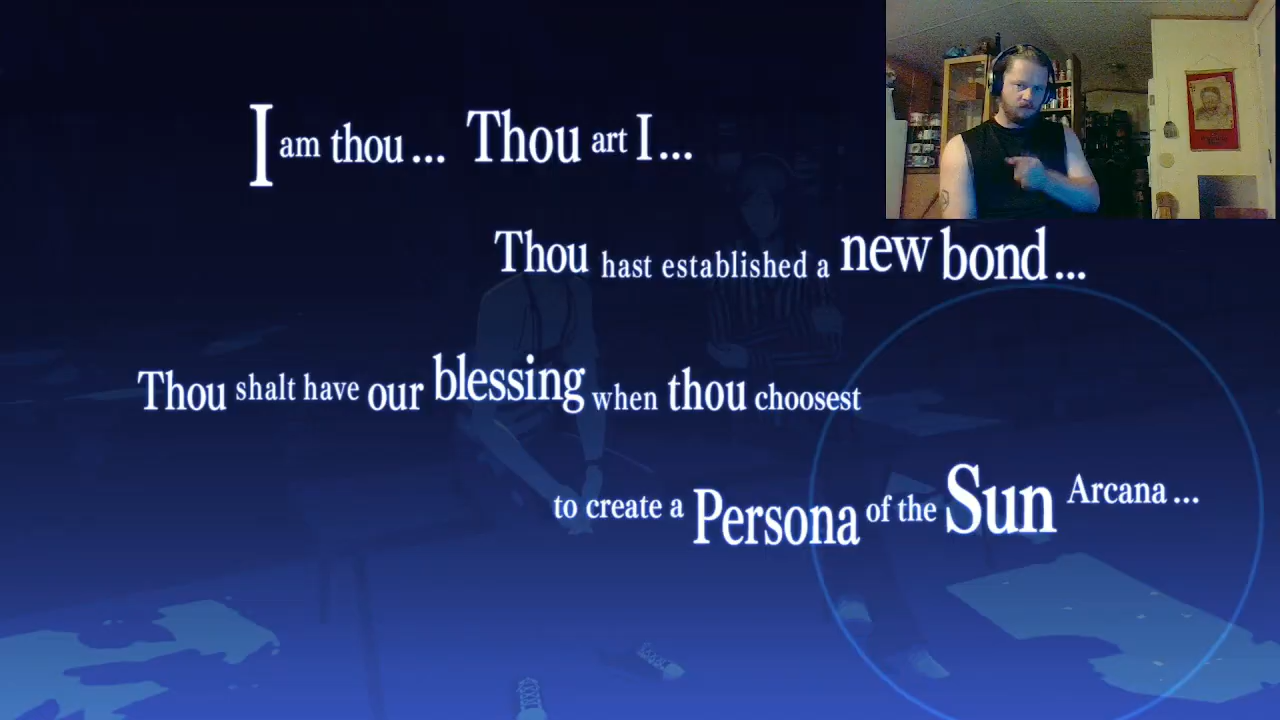 I am thou... Thou art I...
Thou hast established a new bond...
Thou shalt have our blessing when thou choosest
to create a Persona of the Sun Arcana...